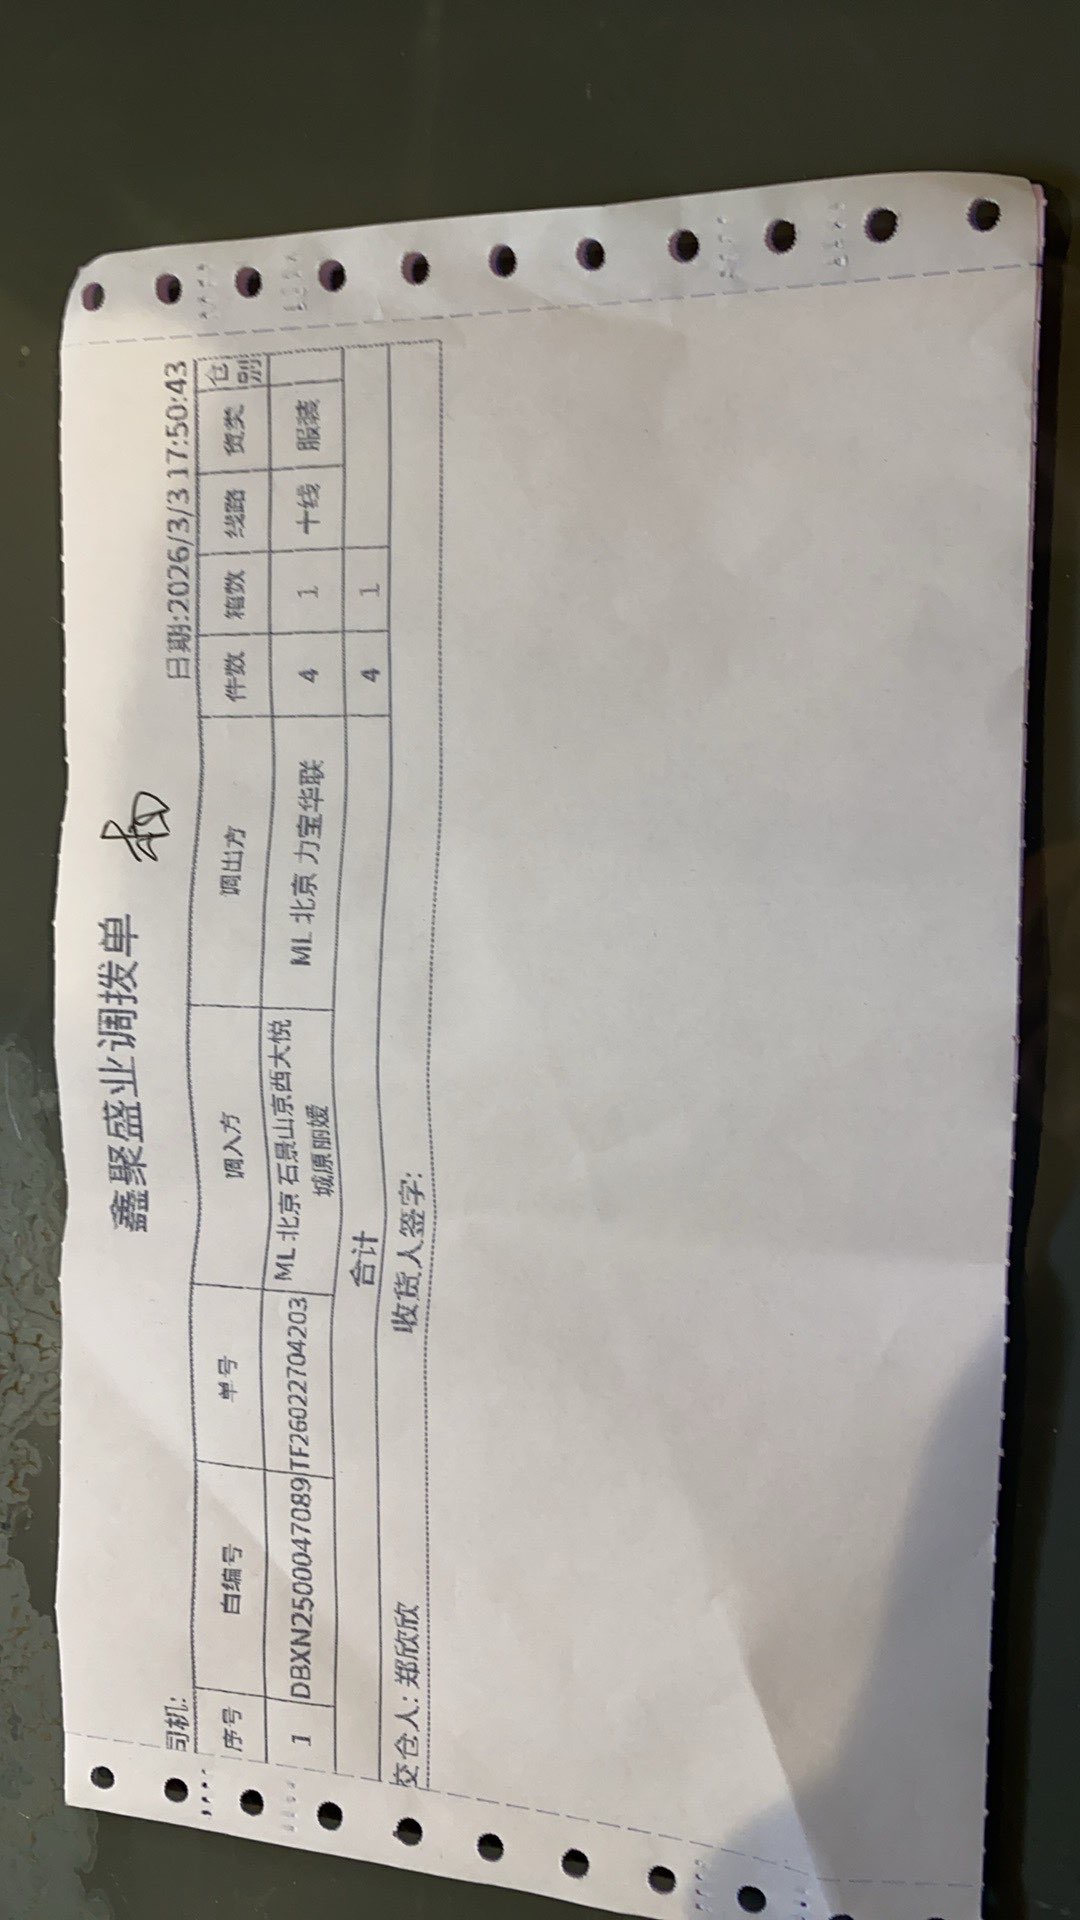 鑫聚盛业调拨单
司机:
日期:2026/3/3 17:50:43
序号 自编号 单号 调入方 调出方 件数 箱数 线路 货类 仓别
1 DBXN2500047089 TF26022704203 ML 北京 石景山京西大悦 ML 北京 力宝华联 4 1 十线 服装
城原丽媛
合计 4 1
交仓人: 郑欣欣 收货人签字: